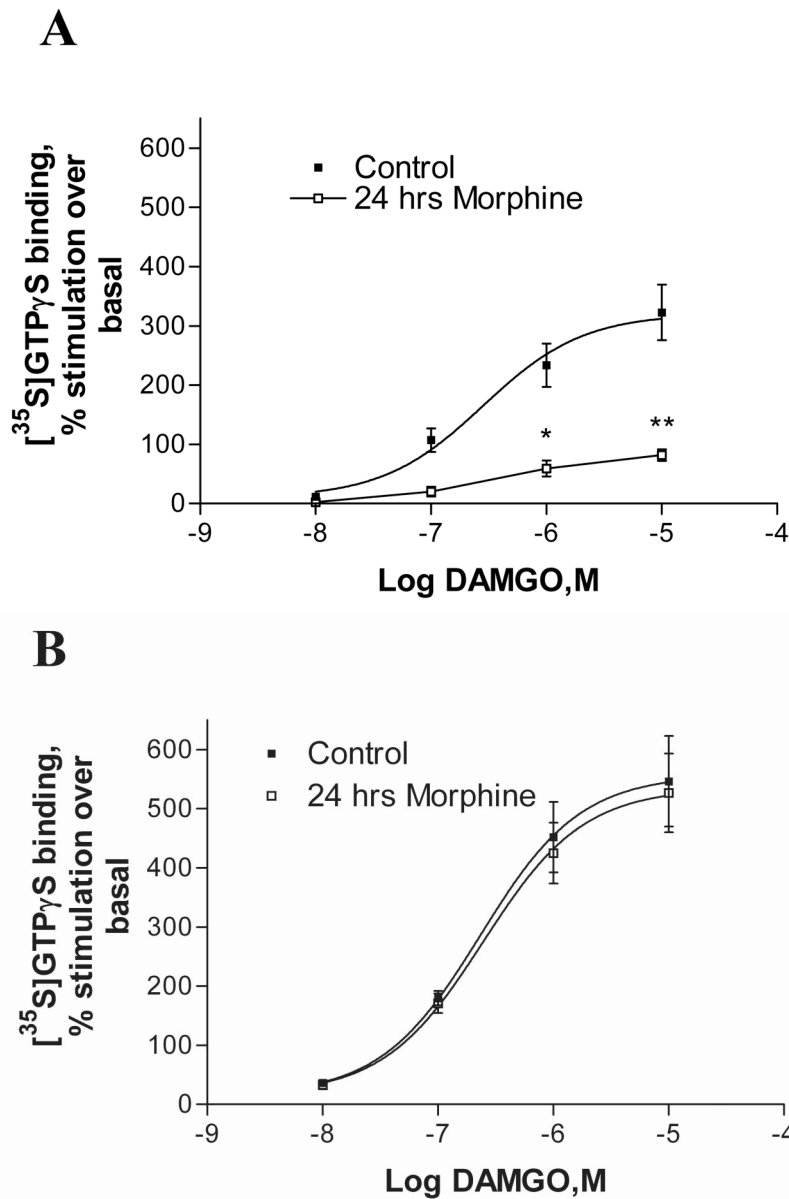 A
[³⁵S]GTPγS binding,
% stimulation over
basal
600
500
400
300
200
100
0
Control
24 hrs Morphine
*
**
-9
-8
-7
-6
-5
-4
Log DAMGO,M
B
[³⁵S]GTPγS binding,
% stimulation over
basal
600
500
400
300
200
100
0
Control
24 hrs Morphine
-9
-8
-7
-6
-5
-4
Log DAMGO,M